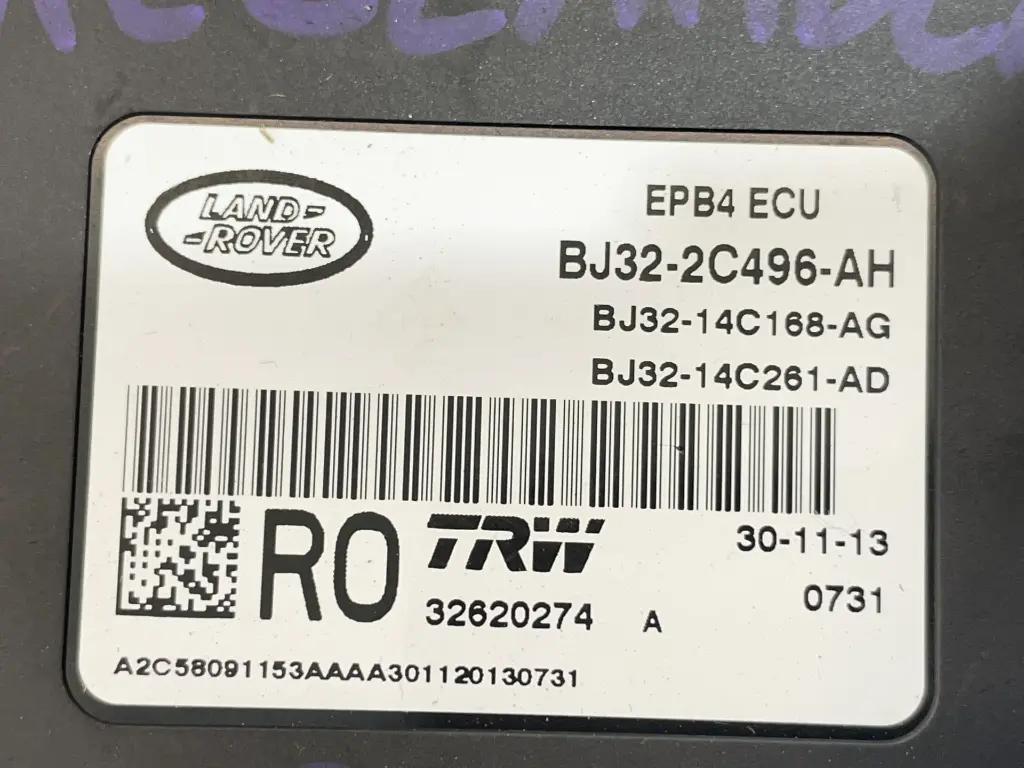 LAND-
-ROVER
EPB4 ECU
BJ32-2C496-AH
BJ32-14C168-AG
BJ32-14C261-AD
RO
TRW
30-11-13
32620274 A
0731
A2C58091153AAAA301120130731